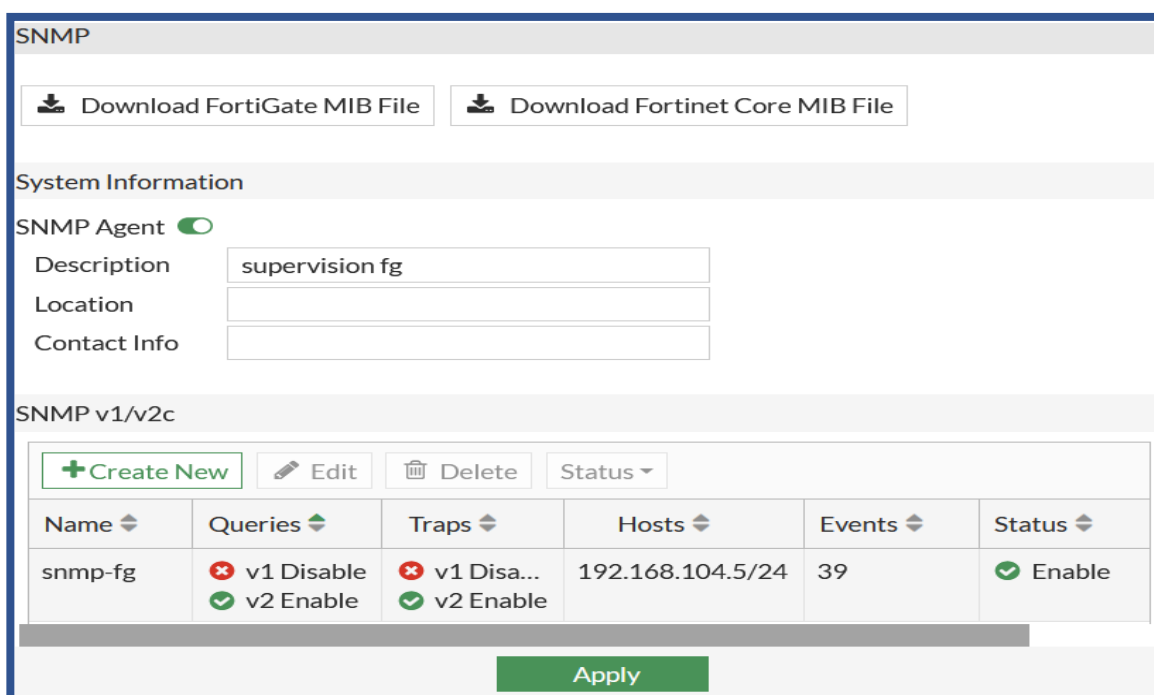 SNMP
Download FortiGate MIB File Download Fortinet Core MIB File
System Information
SNMP Agent
Description supervision fg
Location
Contact Info
SNMP v1/v2c
Create New Edit Delete Status
Name Queries Traps Hosts Events Status
snmp-fg v1 Disable v1 Disa... 192.168.104.5/24 39 Enable
v2 Enable v2 Enable
Apply